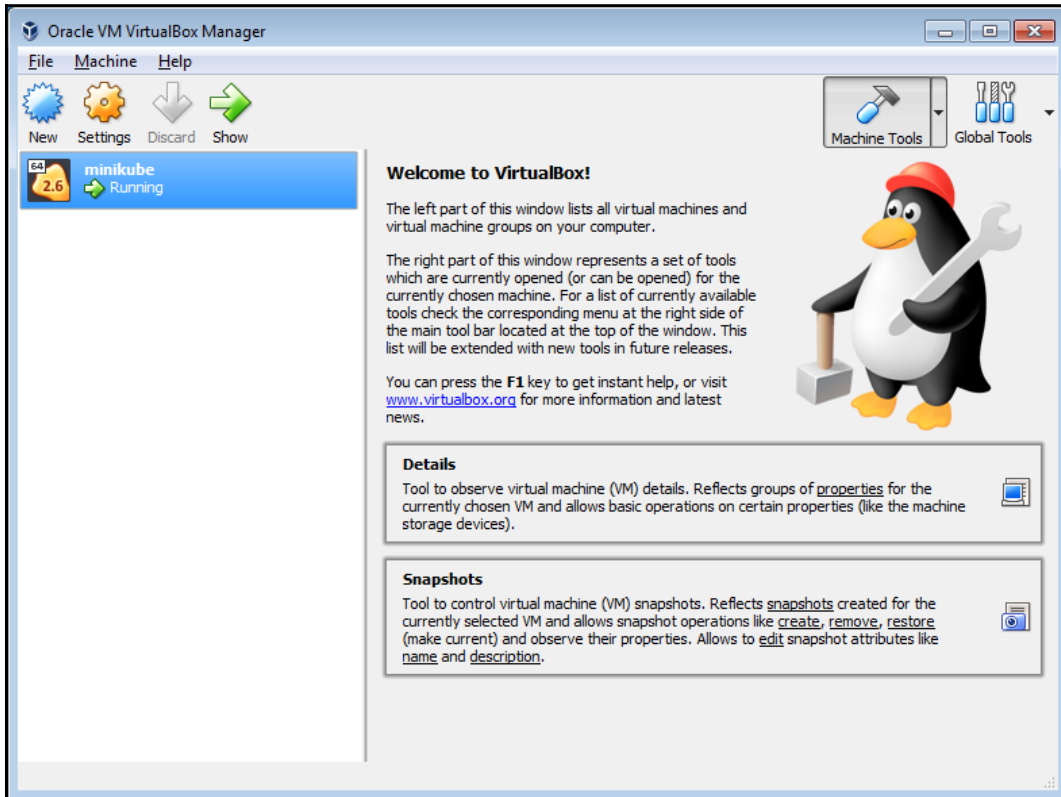 Oracle VM VirtualBox Manager
File Machine Help
New Settings Discard Show
Machine Tools Global Tools
64
2.6
minikube
Running
Welcome to VirtualBox!
The left part of this window lists all virtual machines and
virtual machine groups on your computer.
The right part of this window represents a set of tools
which are currently opened (or can be opened) for the
currently chosen machine. For a list of currently available
tools check the corresponding menu at the right side of
the main tool bar located at the top of the window. This
list will be extended with new tools in future releases.
You can press the F1 key to get instant help, or visit
www.virtualbox.org for more information and latest
news.
Details
Tool to observe virtual machine (VM) details. Reflects groups of properties for the
currently chosen VM and allows basic operations on certain properties (like the machine
storage devices).
Snapshots
Tool to control virtual machine (VM) snapshots. Reflects snapshots created for the
currently selected VM and allows snapshot operations like create, remove, restore
(make current) and observe their properties. Allows to edit snapshot attributes like
name and description.